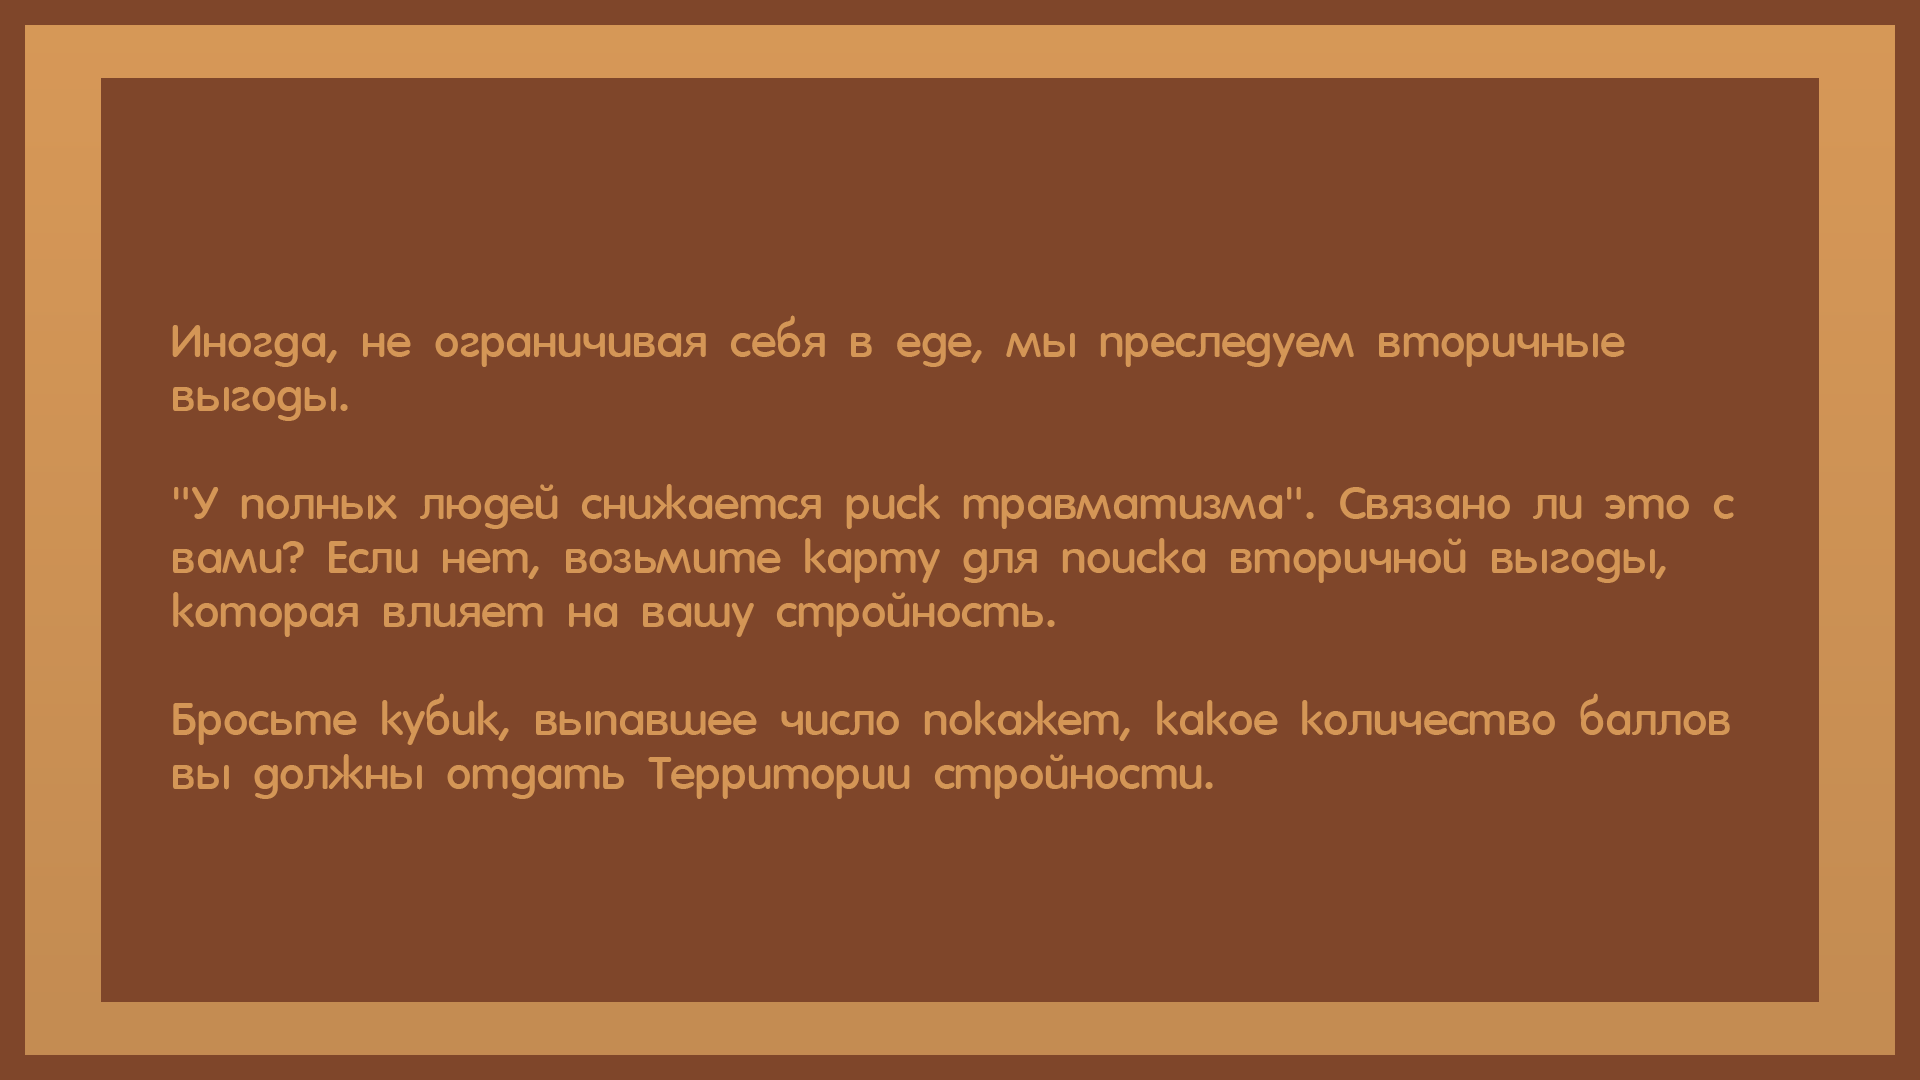 Иногда, не ограничивая себя в еде, мы преследуем вторичные
выгоды.
"У полных людей снижается риск травматизма". Связано ли это с
вами? Если нет, возьмите карту для поиска вторичной выгоды,
которая влияет на вашу стройность.
Бросьте кубик, выпавшее число покажет, какое количество баллов
вы должны отдать Территории стройности.